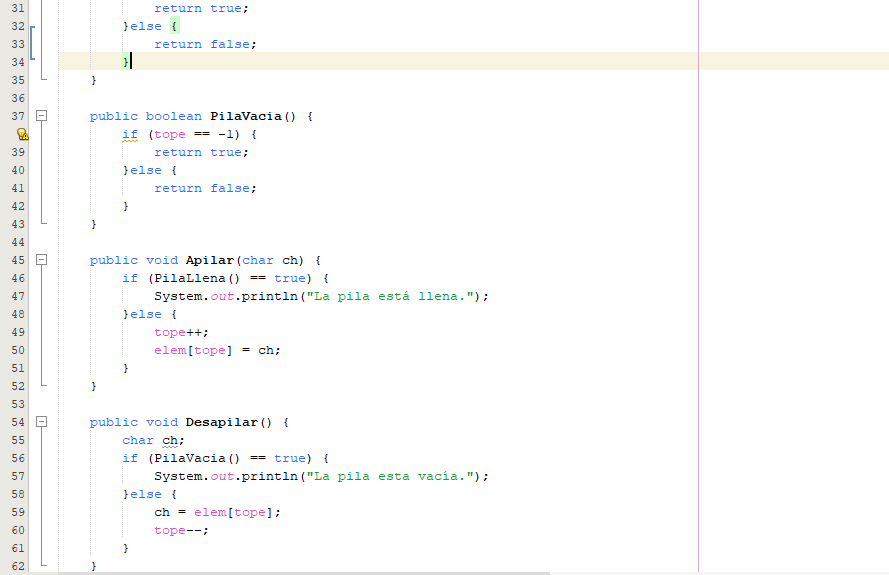 31 return true;
32 }else {
33 return false;
34 }
35 }
36
37 public boolean PilaVacia() {
if (tope == -1) {
39 return true;
40 }else {
41 return false;
42 }
43 }
44
45 public void Apilar(char ch) {
46 if (PilaLlena() == true) {
47 System.out.println("La pila está llena.");
48 }else {
49 tope++;
50 elem[tope] = ch;
51 }
52 }
53
54 public void Desapilar() {
55 char ch;
56 if (PilaVacia() == true) {
57 System.out.println("La pila esta vacía.");
58 }else {
59 ch = elem[tope];
60 tope--;
61 }
62 }